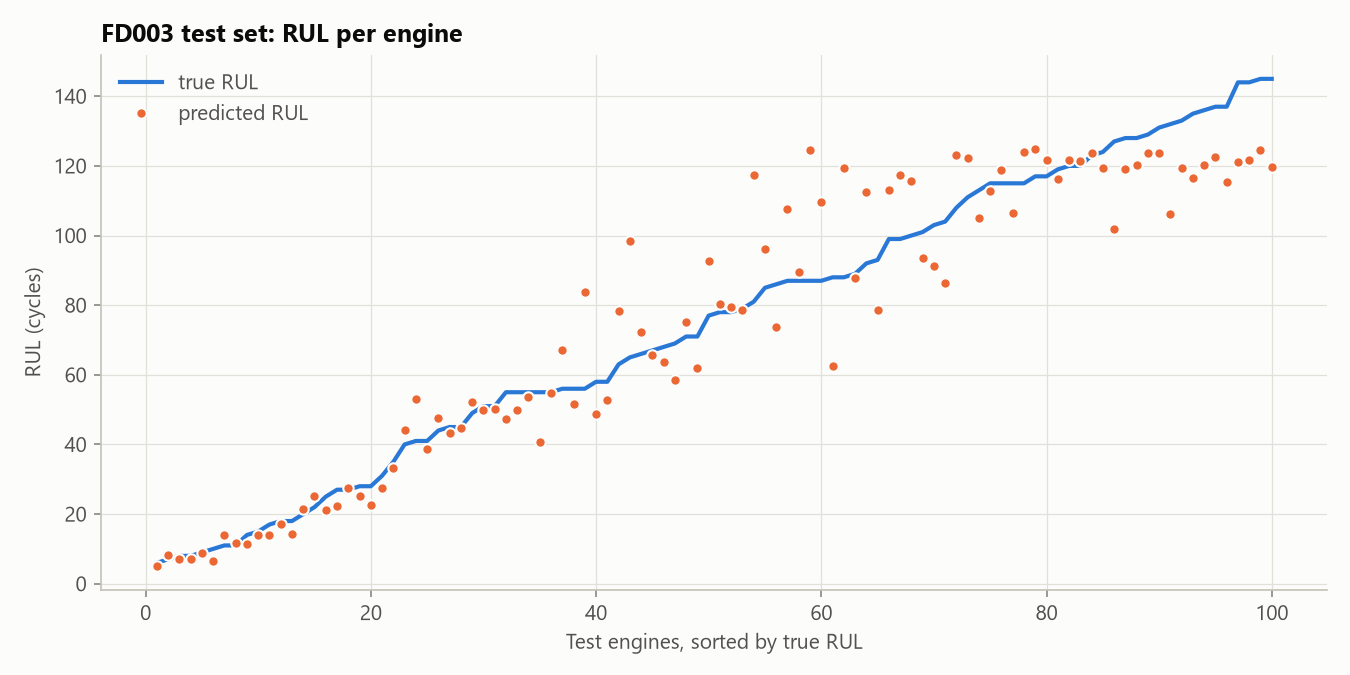 FD003 test set: RUL per engine
true RUL
predicted RUL
140
120
100
80
60
40
20
0
RUL (cycles)
0 20 40 60 80 100
Test engines, sorted by true RUL